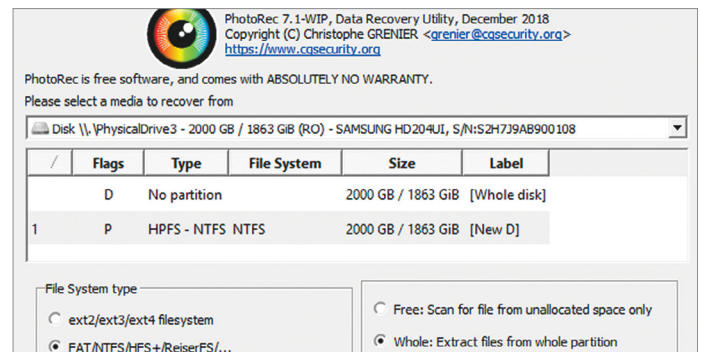 PhotoRec 7.1-WIP, Data Recovery Utility, December 2018
Copyright (C) Christophe GRENIER <grenier@cgsecurity.org>
https://www.cgsecurity.org
PhotoRec is free software, and comes with ABSOLUTELY NO WARRANTY.
Please select a media to recover from
Disk \\.\PhysicalDrive3 - 2000 GB / 1863 GiB (RO) - SAMSUNG HD204UI, S/N:S2H7J9AB900108
/ Flags Type File System Size Label
D No partition 2000 GB / 1863 GiB [Whole disk]
1 P HPFS - NTFS NTFS 2000 GB / 1863 GiB [New D]
File System type
ext2/ext3/ext4 filesystem
FAT/NTFS/HFS+/ReiserFS/...
Free: Scan for file from unallocated space only
Whole: Extract files from whole partition